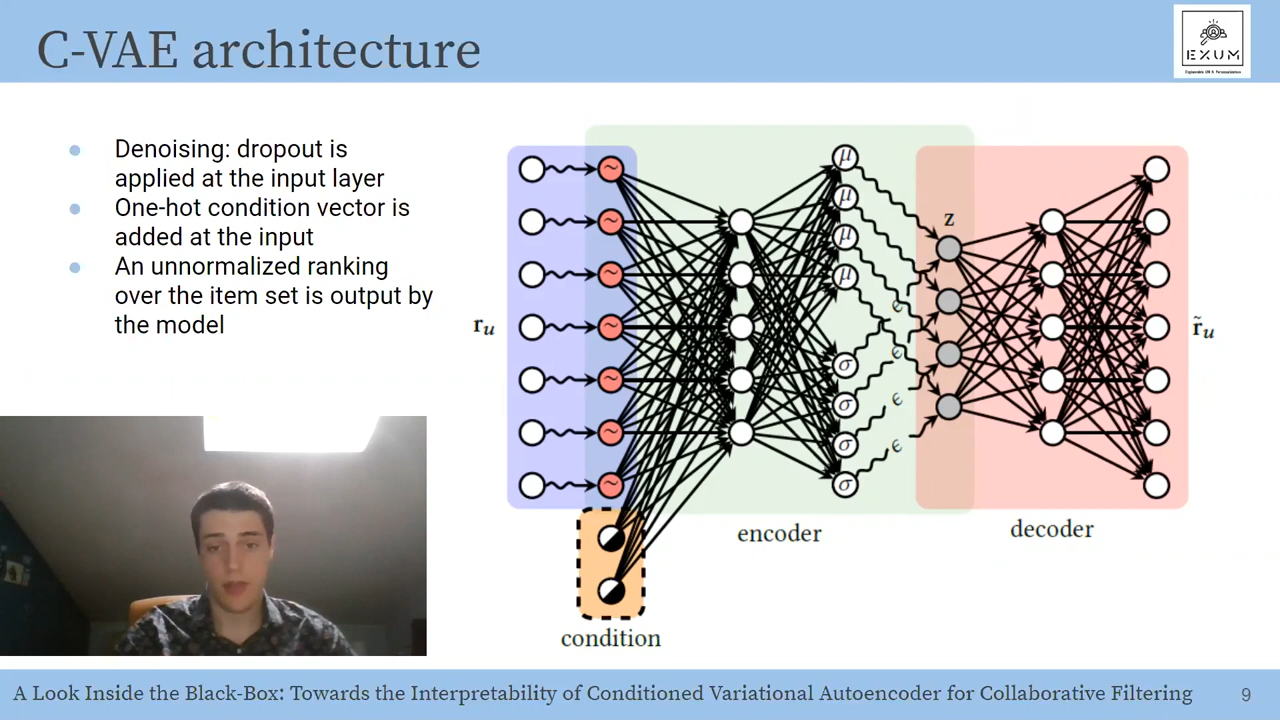 C-VAE architecture
EXUM
Denoising: dropout is
applied at the input layer
One-hot condition vector is
added at the input
An unnormalized ranking
over the item set is output by
the model
r_u
~
~
~
~
~
~
~
μ
μ
μ
μ
σ
σ
σ
σ
ϵ
ϵ
ϵ
ϵ
z
r̃_u
encoder
decoder
condition
A Look Inside the Black-Box: Towards the Interpretability of Conditioned Variational Autoencoder for Collaborative Filtering
9